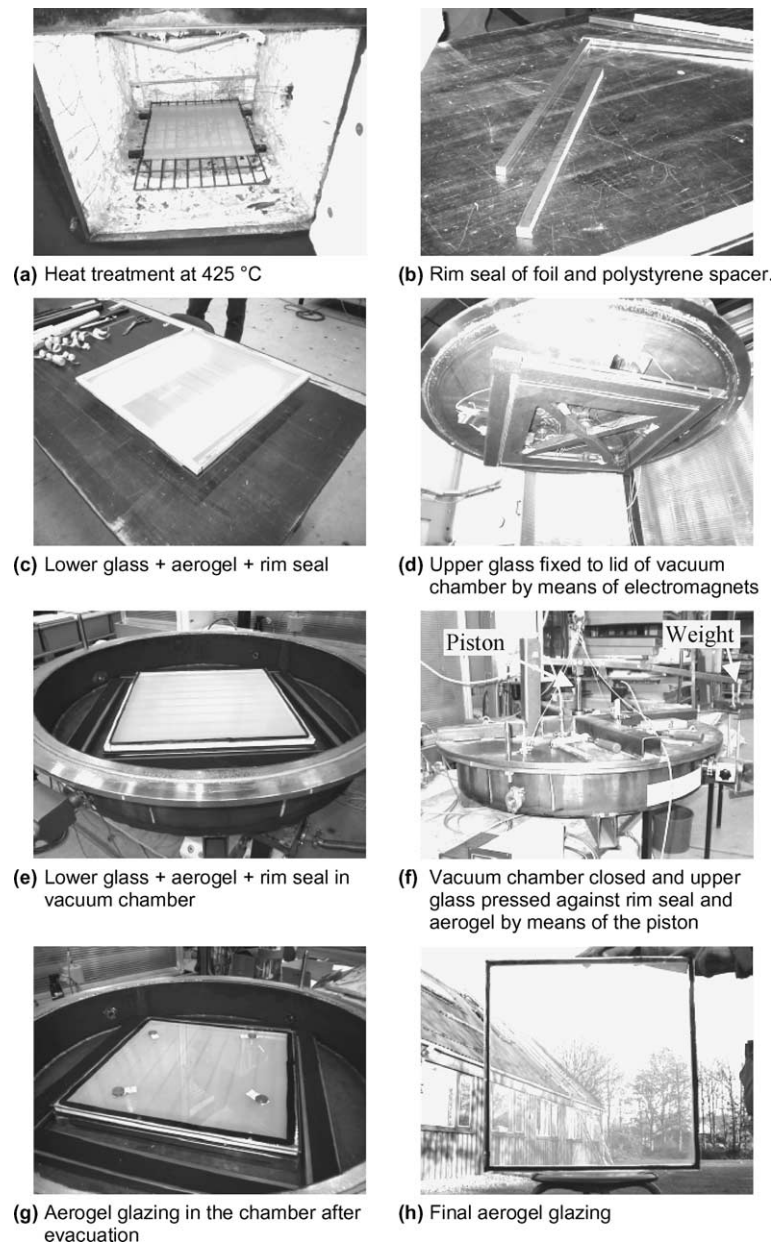 (a) Heat treatment at 425 °C
(b) Rim seal of foil and polystyrene spacer.
(c) Lower glass + aerogel + rim seal
(d) Upper glass fixed to lid of vacuum
chamber by means of electromagnets
Piston
Weight
(e) Lower glass + aerogel + rim seal in
vacuum chamber
(f) Vacuum chamber closed and upper
glass pressed against rim seal and
aerogel by means of the piston
(g) Aerogel glazing in the chamber after
evacuation
(h) Final aerogel glazing